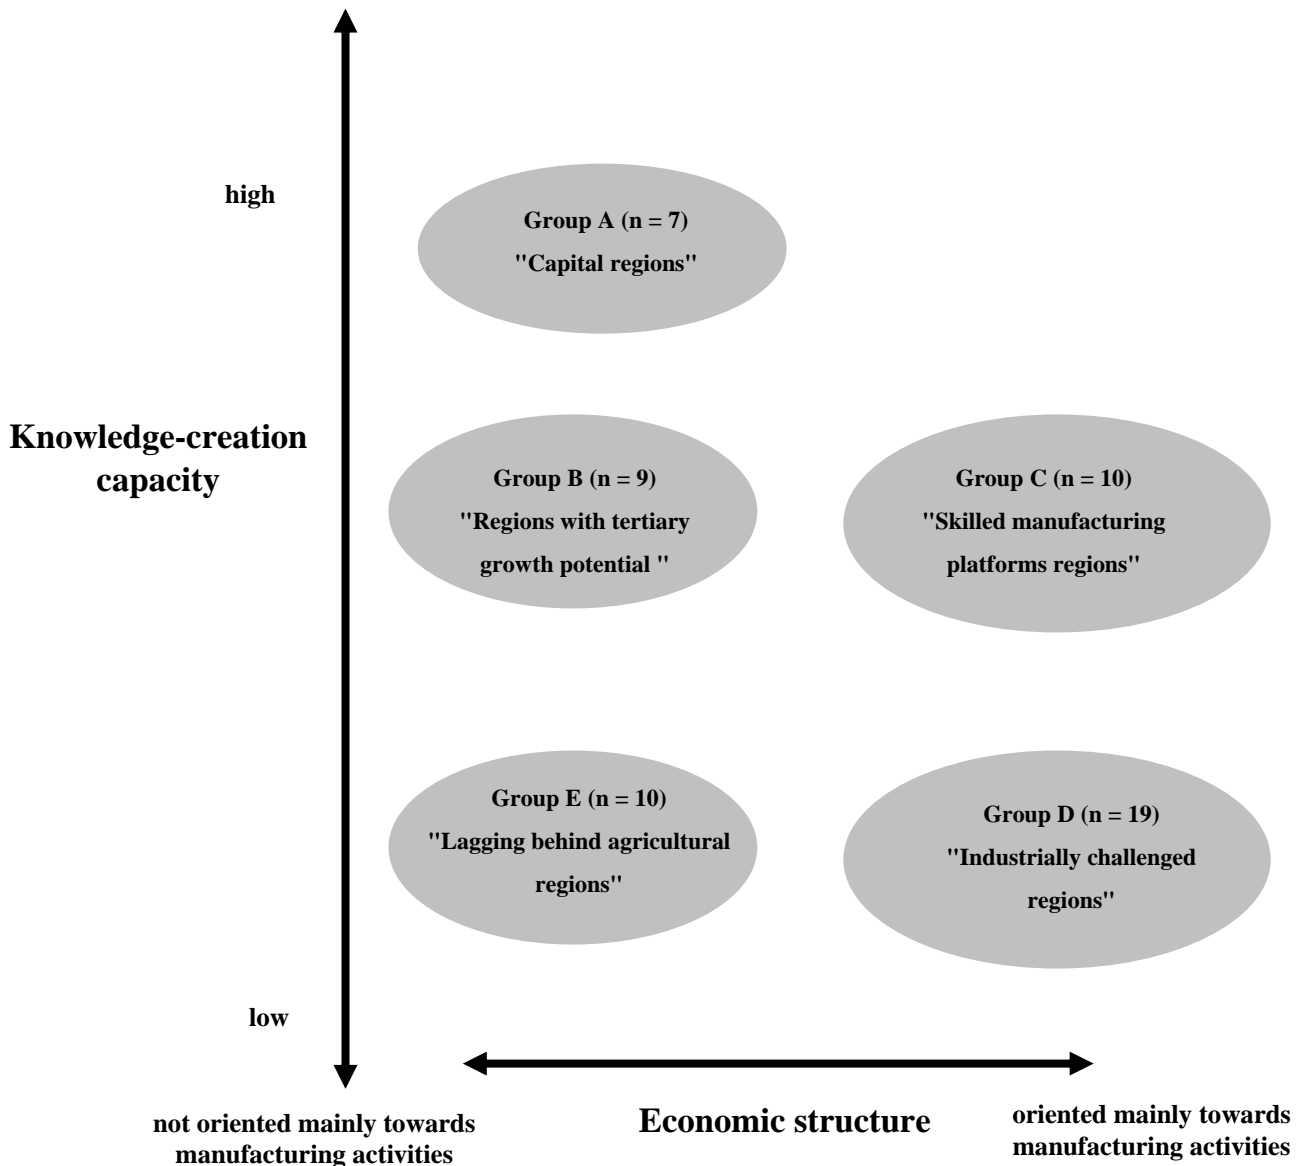 high
Group A (n = 7)
"Capital regions"
Knowledge-creation
capacity
Group B (n = 9)
"Regions with tertiary
growth potential "
Group C (n = 10)
"Skilled manufacturing
platforms regions"
Group E (n = 10)
"Lagging behind agricultural
regions"
Group D (n = 19)
"Industrially challenged
regions"
low
not oriented mainly towards
manufacturing activities
Economic structure
oriented mainly towards
manufacturing activities